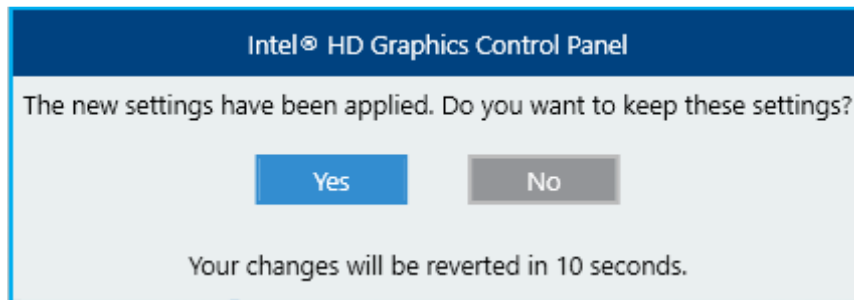 Intel® HD Graphics Control Panel
The new settings have been applied. Do you want to keep these settings?
Yes No
Your changes will be reverted in 10 seconds.